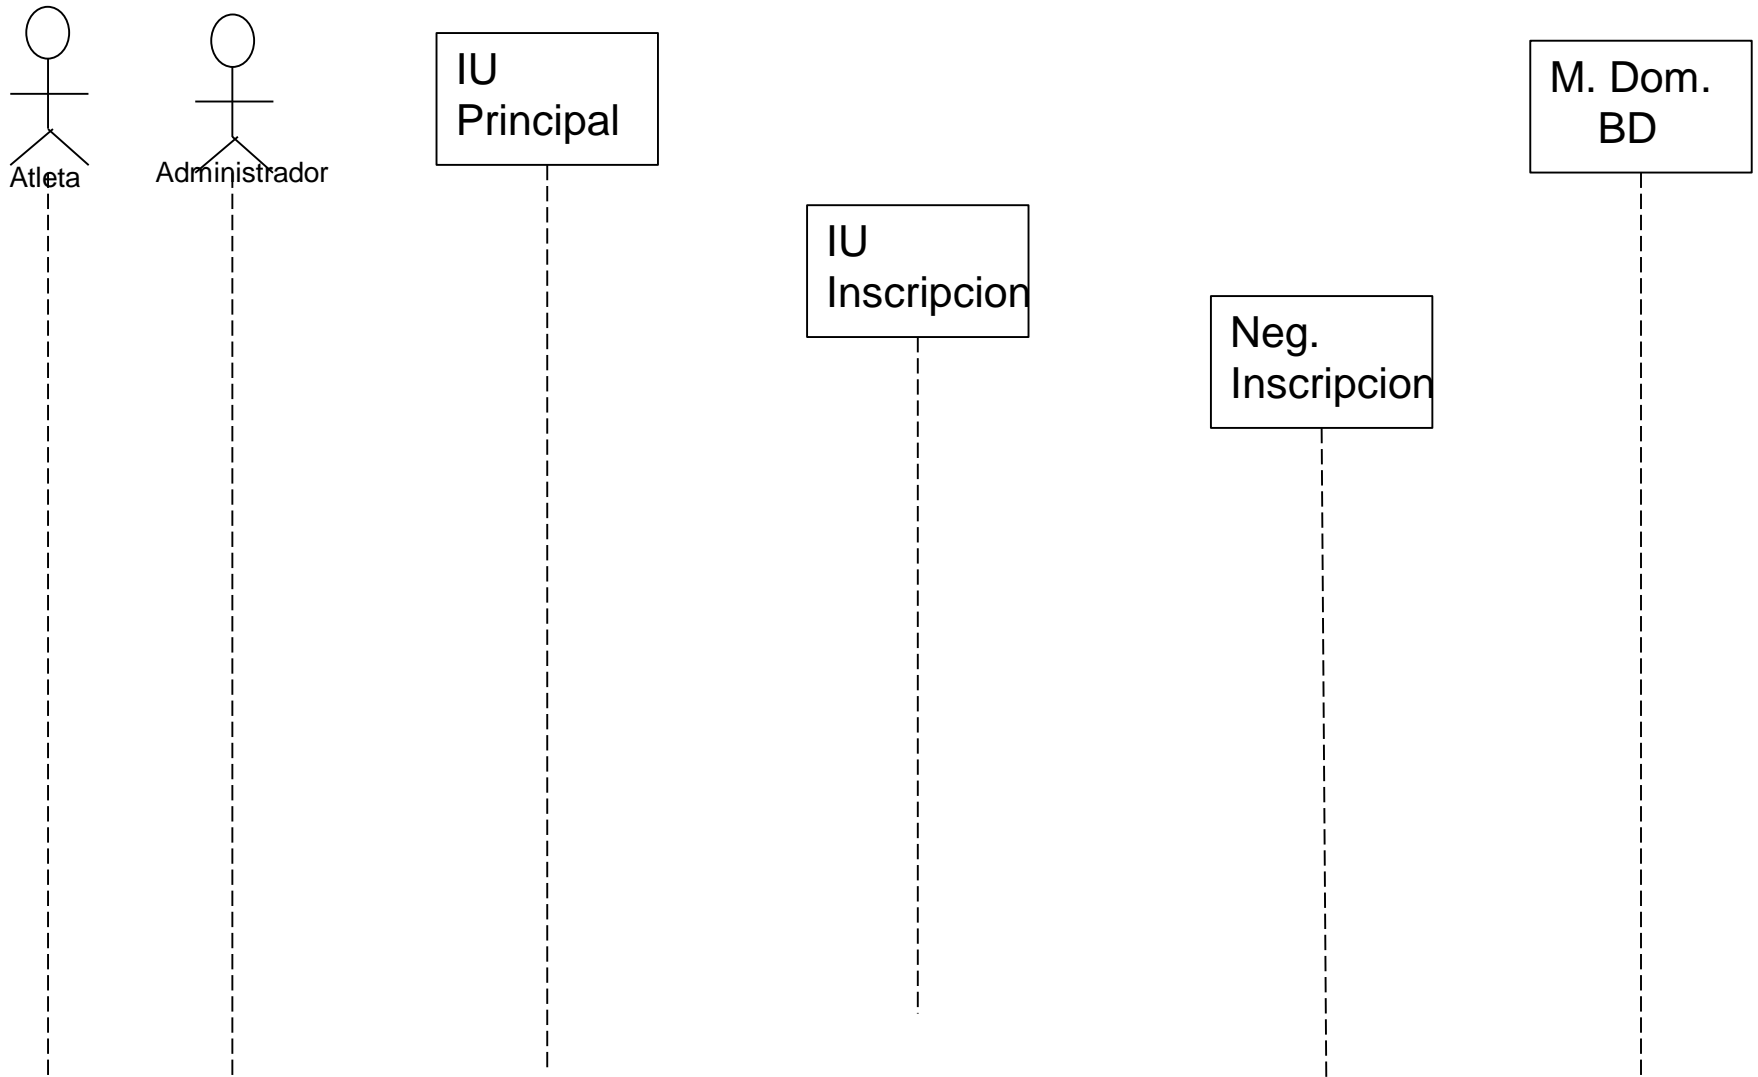 Atleta
Administrador
IU
Principal
IU
Inscripcion
Neg.
Inscripcion
M. Dom.
BD